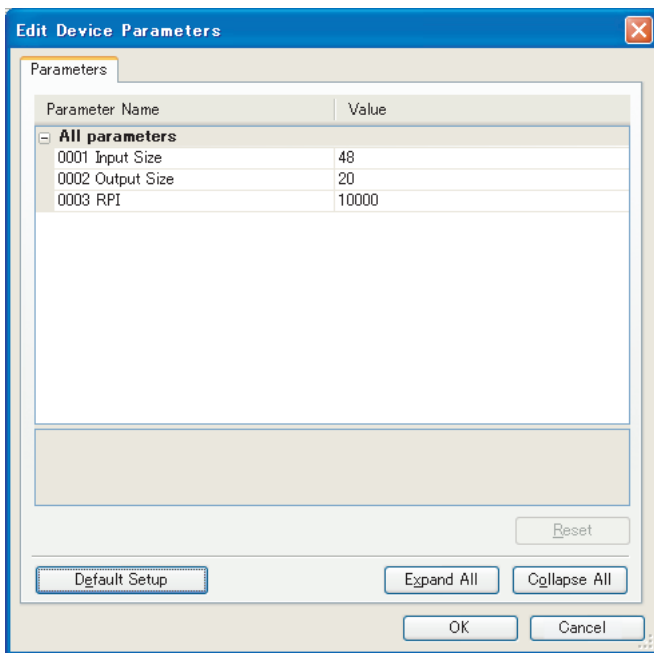 Edit Device Parameters
Parameters
Parameter Name Value
All parameters
0001 Input Size 48
0002 Output Size 20
0003 RPI 10000
Reset
Default Setup Expand All Collapse All
OK Cancel